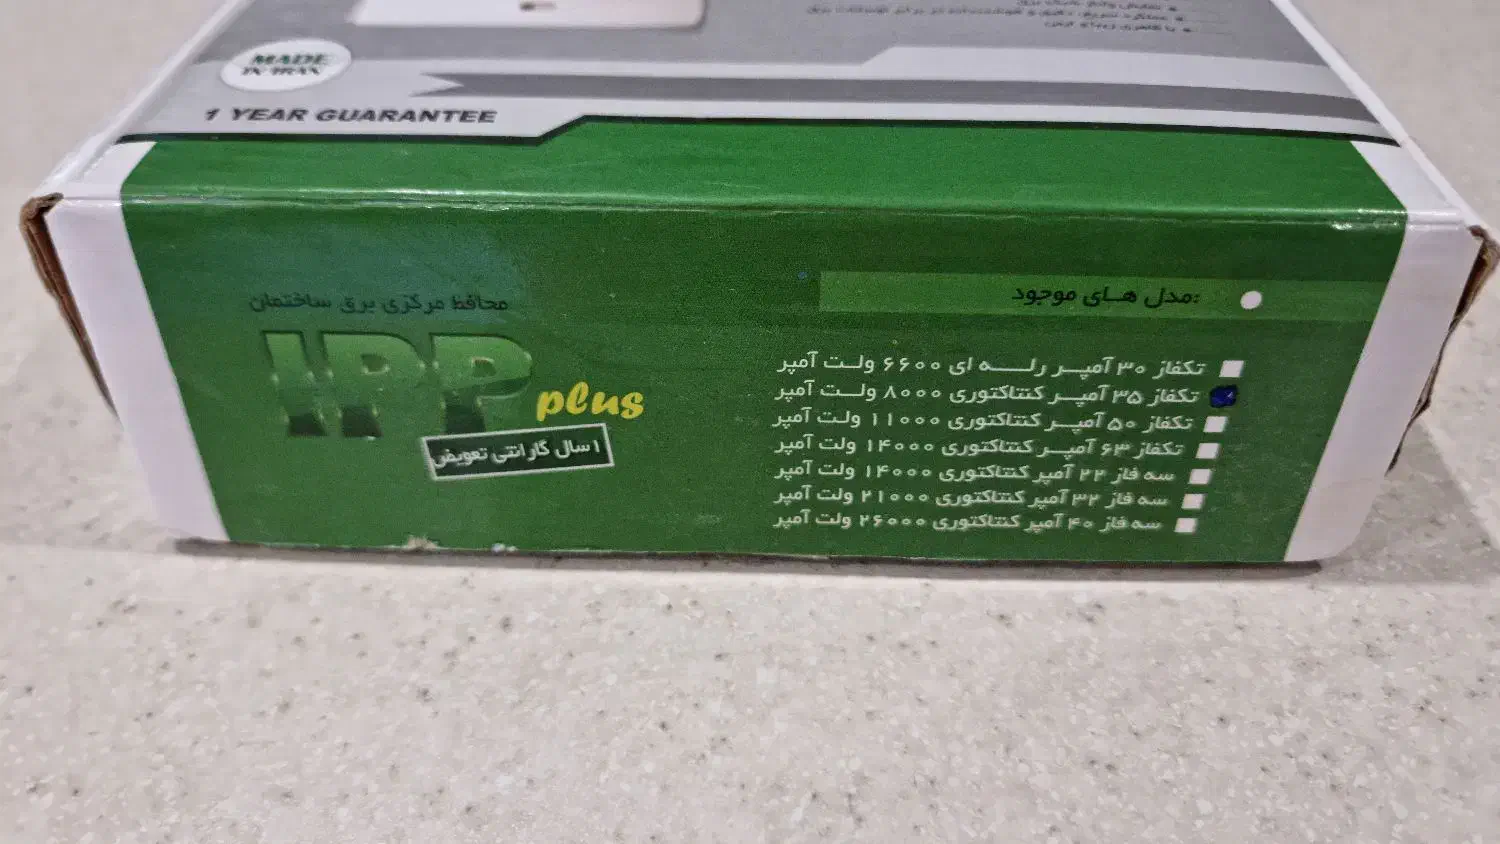 MADE
IN IRAN
1 YEAR GUARANTEE
محافظ مرکزی برق ساختمان
IPP plus
۱ سال گارانتی تعویض
مدل های موجود:
تکفاز ۳۰ آمپر رله ای ۶۶۰۰ ولت آمپر
تکفاز ۳۵ آمپر کنتاکتوری ۸۰۰۰ ولت آمپر
تکفاز ۵۰ آمپر کنتاکتوری ۱۱۰۰۰ ولت آمپر
تکفاز ۶۳ آمپر کنتاکتوری ۱۴۰۰۰ ولت آمپر
سه فاز ۲۲ آمپر کنتاکتوری ۱۴۰۰۰ ولت آمپر
سه فاز ۳۲ آمپر کنتاکتوری ۲۱۰۰۰ ولت آمپر
سه فاز ۴۰ آمپر کنتاکتوری ۲۶۰۰۰ ولت آمپر